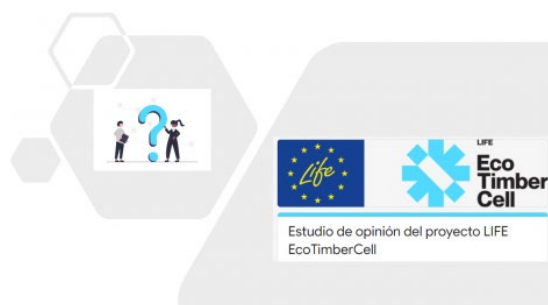 ?
Life
LIFE
Eco
Timber
Cell
Estudio de opinión del proyecto LIFE
EcoTimberCell